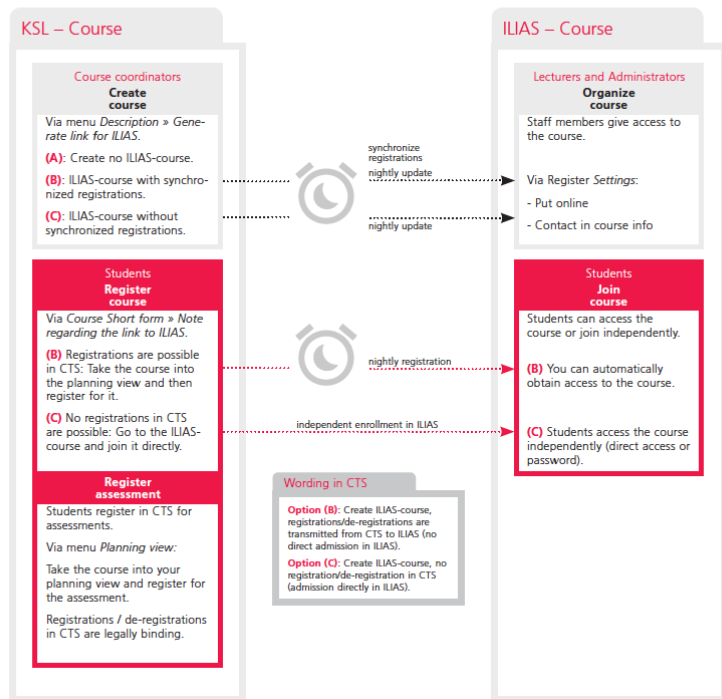 KSL – Course
Course coordinators
Create
course
Via menu Description » Gene-
rate link for ILIAS.
(A): Create no ILIAS-course.
(B): ILIAS-course with synchro-
nized registrations.
(C): ILIAS-course without
synchronized registrations.
synchronize
registrations
nightly update
nightly update
ILIAS – Course
Lecturers and Administrators
Organize
course
Staff members give access to
the course.
Via Register Settings:
- Put online
- Contact in course info
Students
Register
course
Via Course Short form » Note
regarding the link to ILIAS.
(B) Registrations are possible
in CTS: Take the course into
the planning view and then
register for it.
(C) No registrations in CTS
are possible: Go to the ILIAS-
course and join it directly.
nightly registration
independent enrollment in ILIAS
Students
Join
course
Students can access the
course or join independently.
(B) You can automatically
obtain access to the course.
(C) Students access the course
independently (direct access or
password).
Register
assessment
Students register in CTS for
assessments.
Via menu Planning view:
Take the course into your
planning view and register for
the assessment.
Registrations / de-registrations
in CTS are legally binding.
Wording in CTS
Option (B): Create ILIAS-course,
registrations/de-registrations are
transmitted from CTS to ILIAS (no
direct admission in ILIAS).
Option (C): Create ILIAS-course, no
registration/de-registration in CTS
(admission directly in ILIAS).